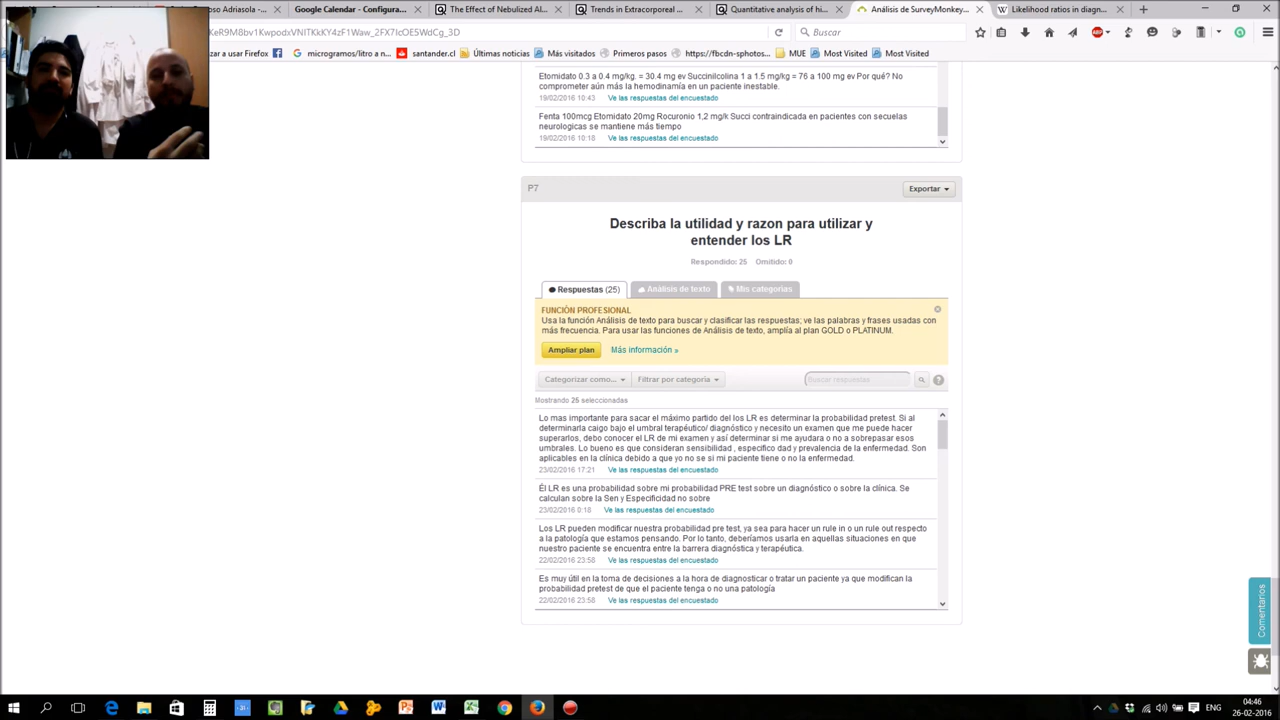 oso Adriasola -...
Google Calendar - Configura...
The Effect of Nebulized Al...
Trends in Extracorporeal ...
Quantitative analysis of hi...
Análisis de SurveyMonkey...
Likelihood ratios in diagn...
KeR9M8bv1KwpodxVNITKkKY4zF1Waw_2FX7IcOE5WdCg_3D
Buscar
ABP
zar a usar Firefox
microgramos/litro a n...
santander.cl
Últimas noticias
Más visitados
Primeros pasos
https://fbcdn-sphotos...
MUE
Most Visited
Most Visited
Etomidato 0.3 a 0.4 mg/kg. = 30.4 mg ev Succinilcolina 1 a 1.5 mg/kg = 76 a 100 mg ev Por qué? No
comprometer aún más la hemodinamía en un paciente inestable.
19/02/2016 10:43 Ve las respuestas del encuestado
Fenta 100mcg Etomidato 20mg Rocuronio 1,2 mg/k Succi contraindicada en pacientes con secuelas
neurologicas se mantiene más tiempo
19/02/2016 10:18 Ve las respuestas del encuestado
P7
Exportar
Describa la utilidad y razon para utilizar y
entender los LR
Respondido: 25 Omitido: 0
Respuestas (25)
Análisis de texto
Mis categorías
FUNCIÓN PROFESIONAL
Usa la función Análisis de texto para buscar y clasificar las respuestas; ve las palabras y frases usadas con
más frecuencia. Para usar las funciones de Análisis de texto, amplía al plan GOLD o PLATINUM.
Ampliar plan
Más información »
Categorizar como...
Filtrar por categoría
Buscar respuestas
?
Mostrando 25 seleccionadas
Lo mas importante para sacar el máximo partido del los LR es determinar la probabilidad pretest. Si al
determinarla caigo bajo el umbral terapéutico/ diagnóstico y necesito un examen que me puede hacer
superarlos, debo conocer el LR de mi examen y así determinar si me ayudara o no a sobrepasar esos
umbrales. Lo bueno es que consideran sensibilidad , especifico dad y prevalencia de la enfermedad. Son
aplicables en la clínica debido a que yo no se si mi paciente tiene o no la enfermedad.
23/02/2016 17:21 Ve las respuestas del encuestado
Él LR es una probabilidad sobre mi probabilidad PRE test sobre un diagnóstico o sobre la clínica. Se
calculan sobre la Sen y Especificidad no sobre
23/02/2016 0:18 Ve las respuestas del encuestado
Los LR pueden modificar nuestra probabilidad pre test, ya sea para hacer un rule in o un rule out respecto
a la patología que estamos pensando. Por lo tanto, deberíamos usarla en aquellas situaciones en que
nuestro paciente se encuentra entre la barrera diagnóstica y terapéutica.
22/02/2016 23:58 Ve las respuestas del encuestado
Es muy útil en la toma de decisiones a la hora de diagnosticar o tratar un paciente ya que modifican la
probabilidad pretest de que el paciente tenga o no una patología
22/02/2016 23:58 Ve las respuestas del encuestado
Comentarios
ENG
04:46
26-02-2016